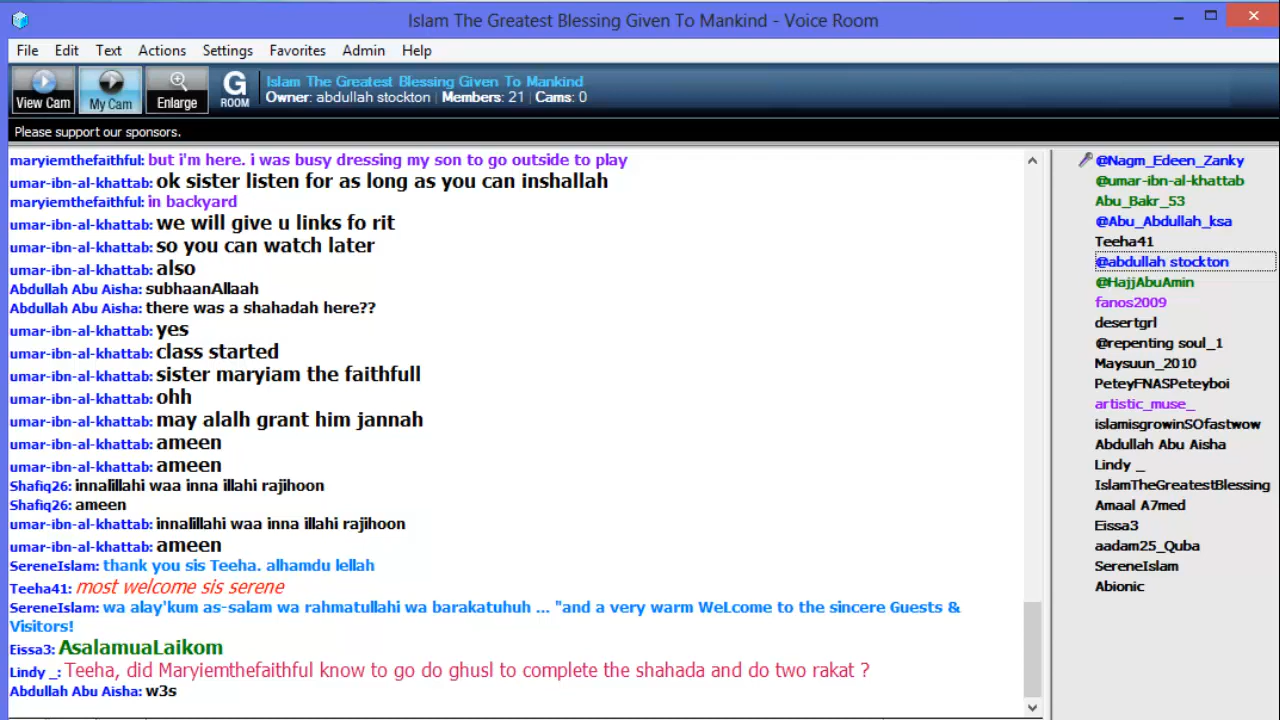 Islam The Greatest Blessing Given To Mankind - Voice Room
File Edit Text Actions Settings Favorites Admin Help
View Cam My Cam Enlarge G ROOM
Islam The Greatest Blessing Given To Mankind
Owner: abdullah stockton Members: 21 Cams: 0
Please support our sponsors.
maryiemthefaithful: but i'm here. i was busy dressing my son to go outside to play
umar-ibn-al-khattab: ok sister listen for as long as you can inshallah
maryiemthefaithful: in backyard
umar-ibn-al-khattab: we will give u links fo rit
umar-ibn-al-khattab: so you can watch later
umar-ibn-al-khattab: also
Abdullah Abu Aisha: subhaanAllaah
Abdullah Abu Aisha: there was a shahadah here??
umar-ibn-al-khattab: yes
umar-ibn-al-khattab: class started
umar-ibn-al-khattab: sister maryiam the faithfull
umar-ibn-al-khattab: ohh
umar-ibn-al-khattab: may alalh grant him jannah
umar-ibn-al-khattab: ameen
umar-ibn-al-khattab: ameen
Shafiq26: innalillahi waa inna illahi rajihoon
Shafiq26: ameen
umar-ibn-al-khattab: innalillahi waa inna illahi rajihoon
umar-ibn-al-khattab: ameen
SereneIslam: thank you sis Teeha. alhamdu lellah
Teeha41: most welcome sis serene
SereneIslam: wa alay'kum as-salam wa rahmatullahi wa barakatuhuh ... "and a very warm WeLcome to the sincere Guests &
Visitors!
Eissa3: AsalamuaLaikom
Lindy _: Teeha, did Maryiemthefaithful know to go do ghusl to complete the shahada and do two rakat ?
Abdullah Abu Aisha: w3s
@Nagm_Edeen_Zanky
@umar-ibn-al-khattab
Abu_Bakr_53
@Abu_Abdullah_ksa
Teeha41
@abdullah stockton
@HajjAbuAmin
fanos2009
desertgrl
@repenting soul_1
Maysuun_2010
PeteyFNASPeteyboi
artistic_muse_
islamisgrowinSOfastwow
Abdullah Abu Aisha
Lindy _
IslamTheGreatestBlessing
Amaal A7med
Eissa3
aadam25_Quba
SereneIslam
Abionic